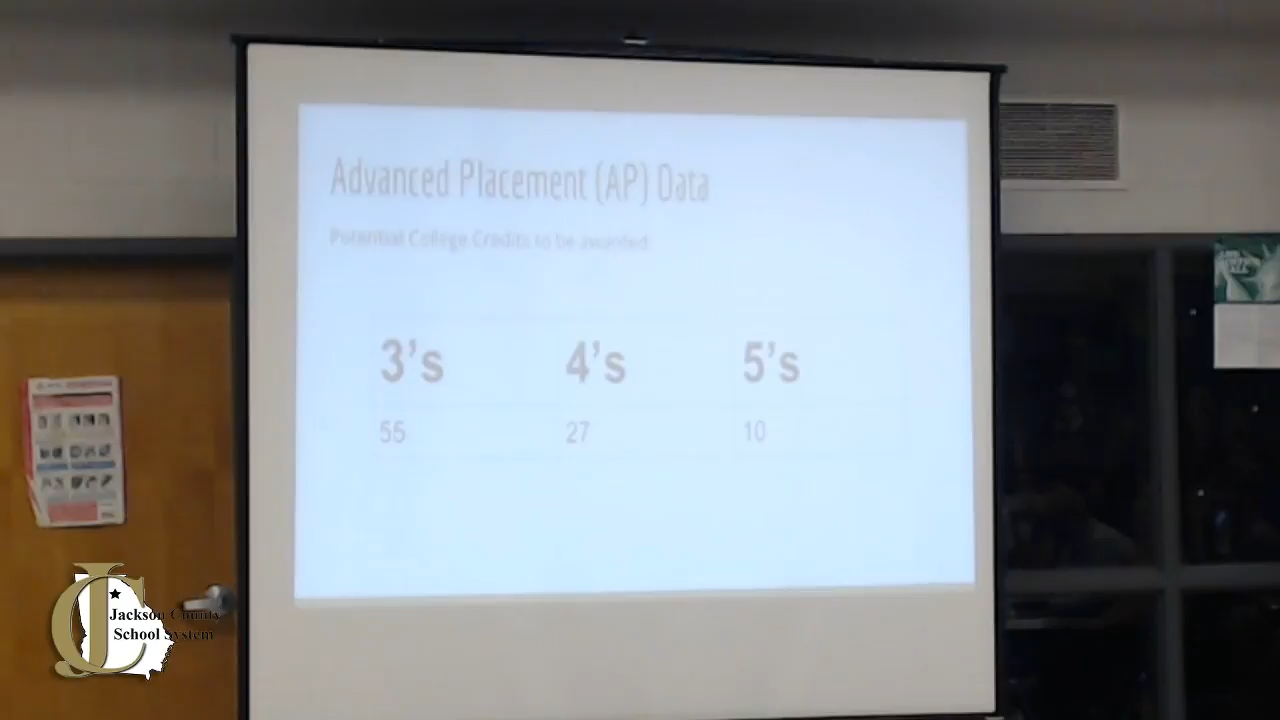 Advanced Placement (AP) Data
Potential College Credits to be awarded
3's 4's 5's
55 27 10
Jackson County
School System